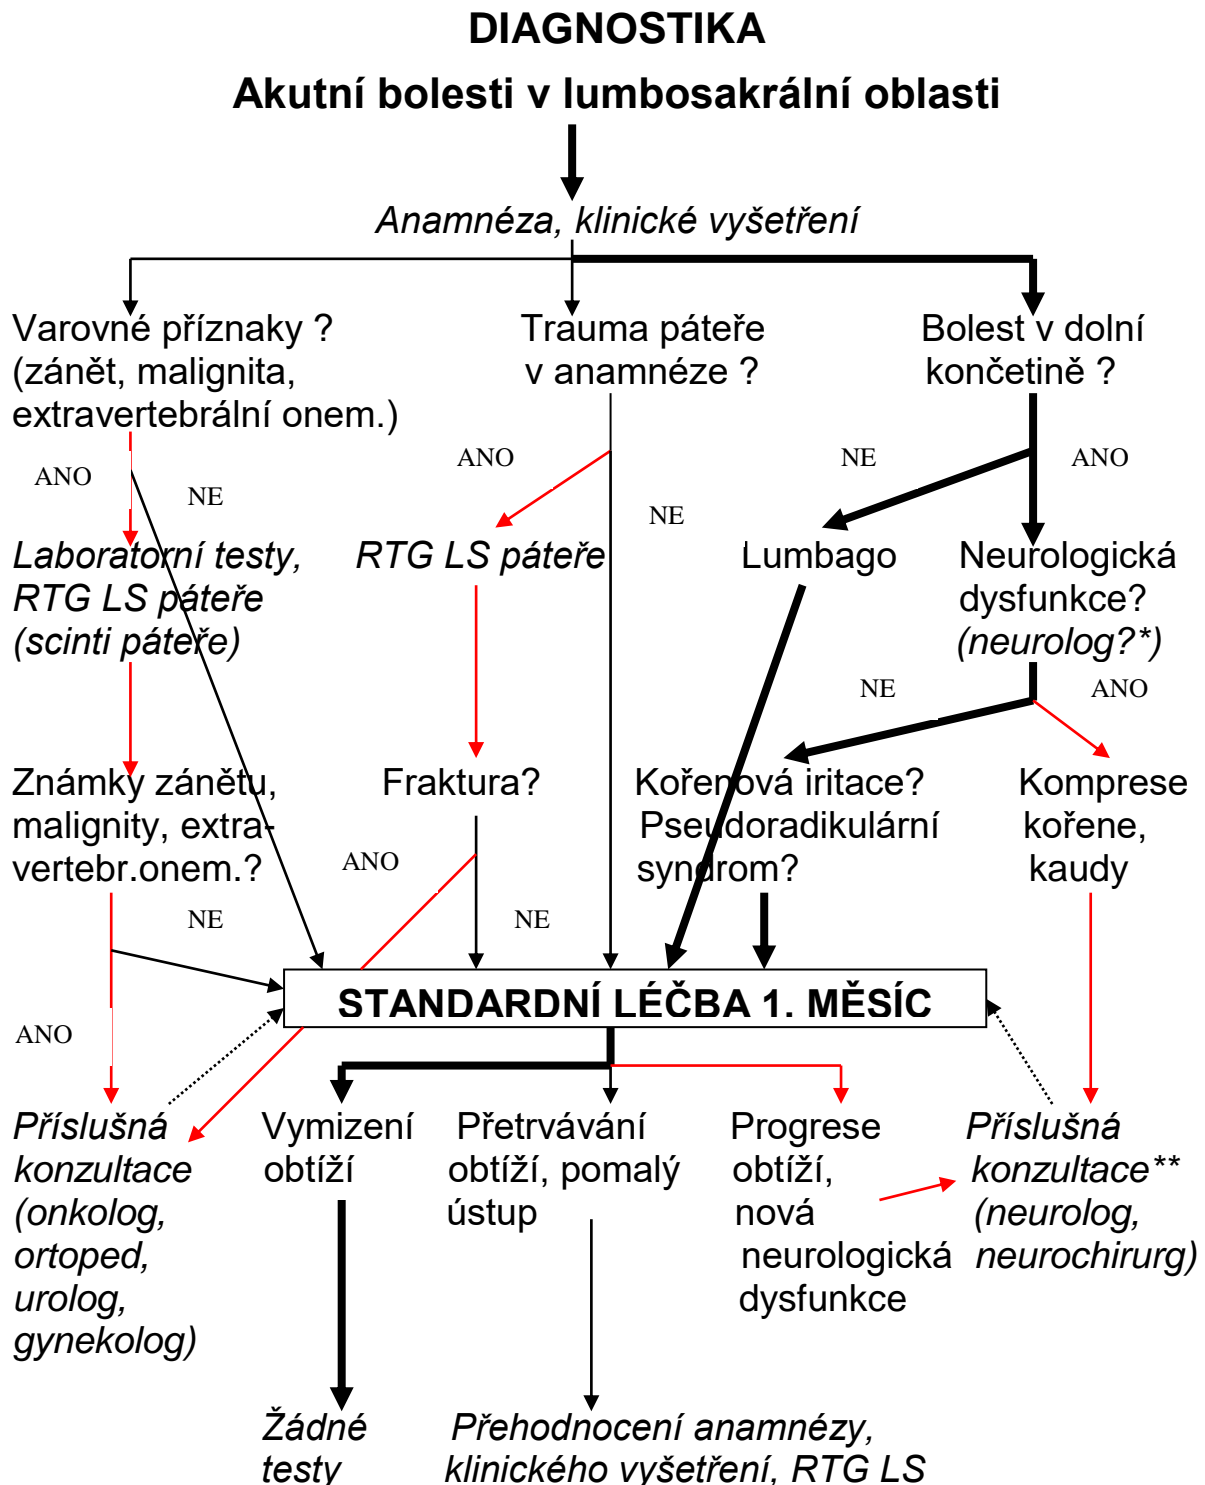 DIAGNOSTIKA
Akutní bolesti v lumbosakrální oblasti
Anamnéza, klinické vyšetření
Varovné příznaky ?
(zánět, malignita,
extravertebrální onem.)
Trauma páteře
v anamnéze ?
Bolest v dolní
končetině ?
ANO
NE
ANO
NE
NE
ANO
Laboratorní testy,
RTG LS páteře
(scinti páteře)
RTG LS páteře
Lumbago
Neurologická
dysfunkce?
(neurolog?*)
NE
ANO
Známky zánětu,
malignity, extra-
vertebr.onem.?
Fraktura?
Kořenová iritace?
Pseudoradikulární
syndrom?
Komprese
kořene,
kaudy
ANO
NE
NE
STANDARDNÍ LÉČBA 1. MĚSÍC
ANO
Příslušná
konzultace
(onkolog,
ortoped,
urolog,
gynekolog)
Vymizení
obtíží
Přetrvávání
obtíží, pomalý
ústup
Progrese
obtíží,
nová
neurologická
dysfunkce
Příslušná
konzultace**
(neurolog,
neurochirurg)
Žádné
testy
Přehodnocení anamnézy,
klinického vyšetření, RTG LS